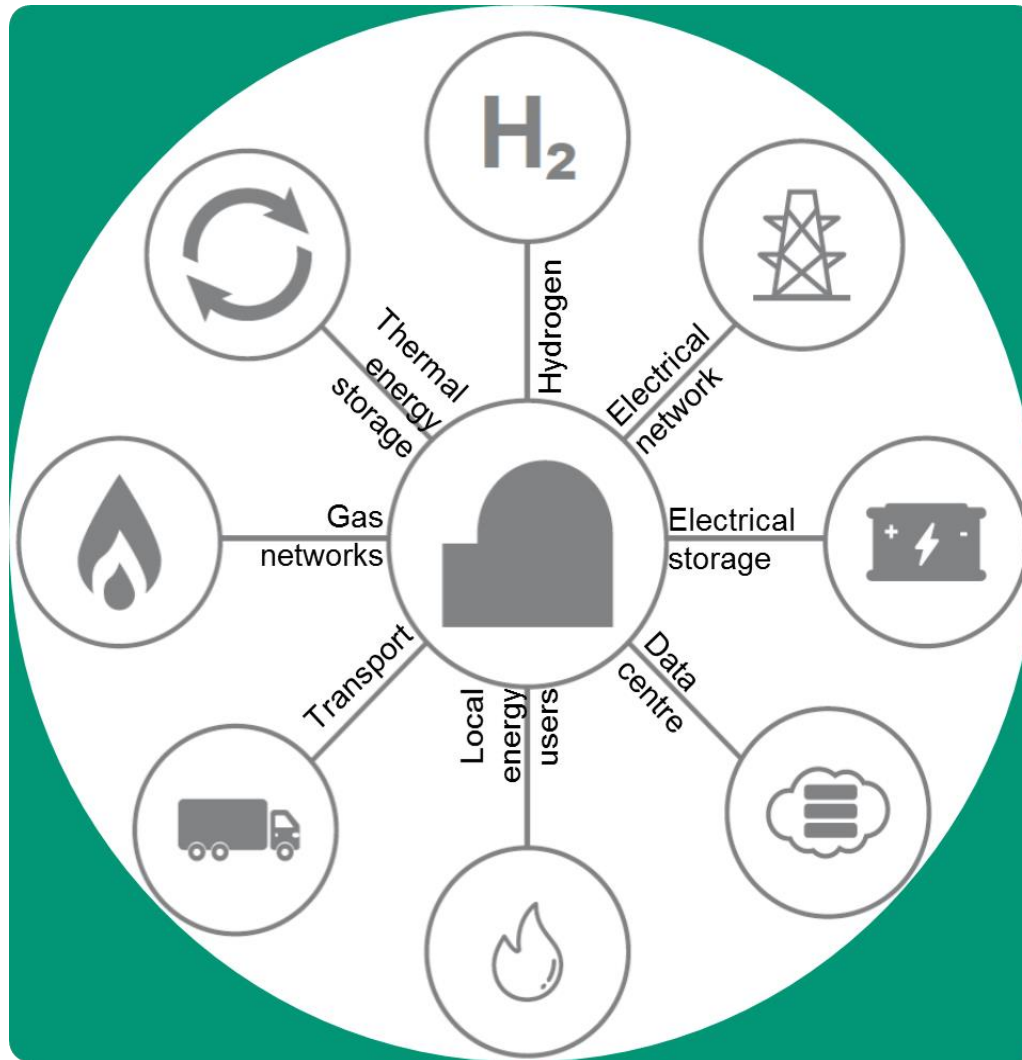 H₂
Hydrogen
Electrical
network
Electrical
storage
+ -
Data
centre
Local
energy
users
Transport
Gas
networks
Thermal
energy
storage